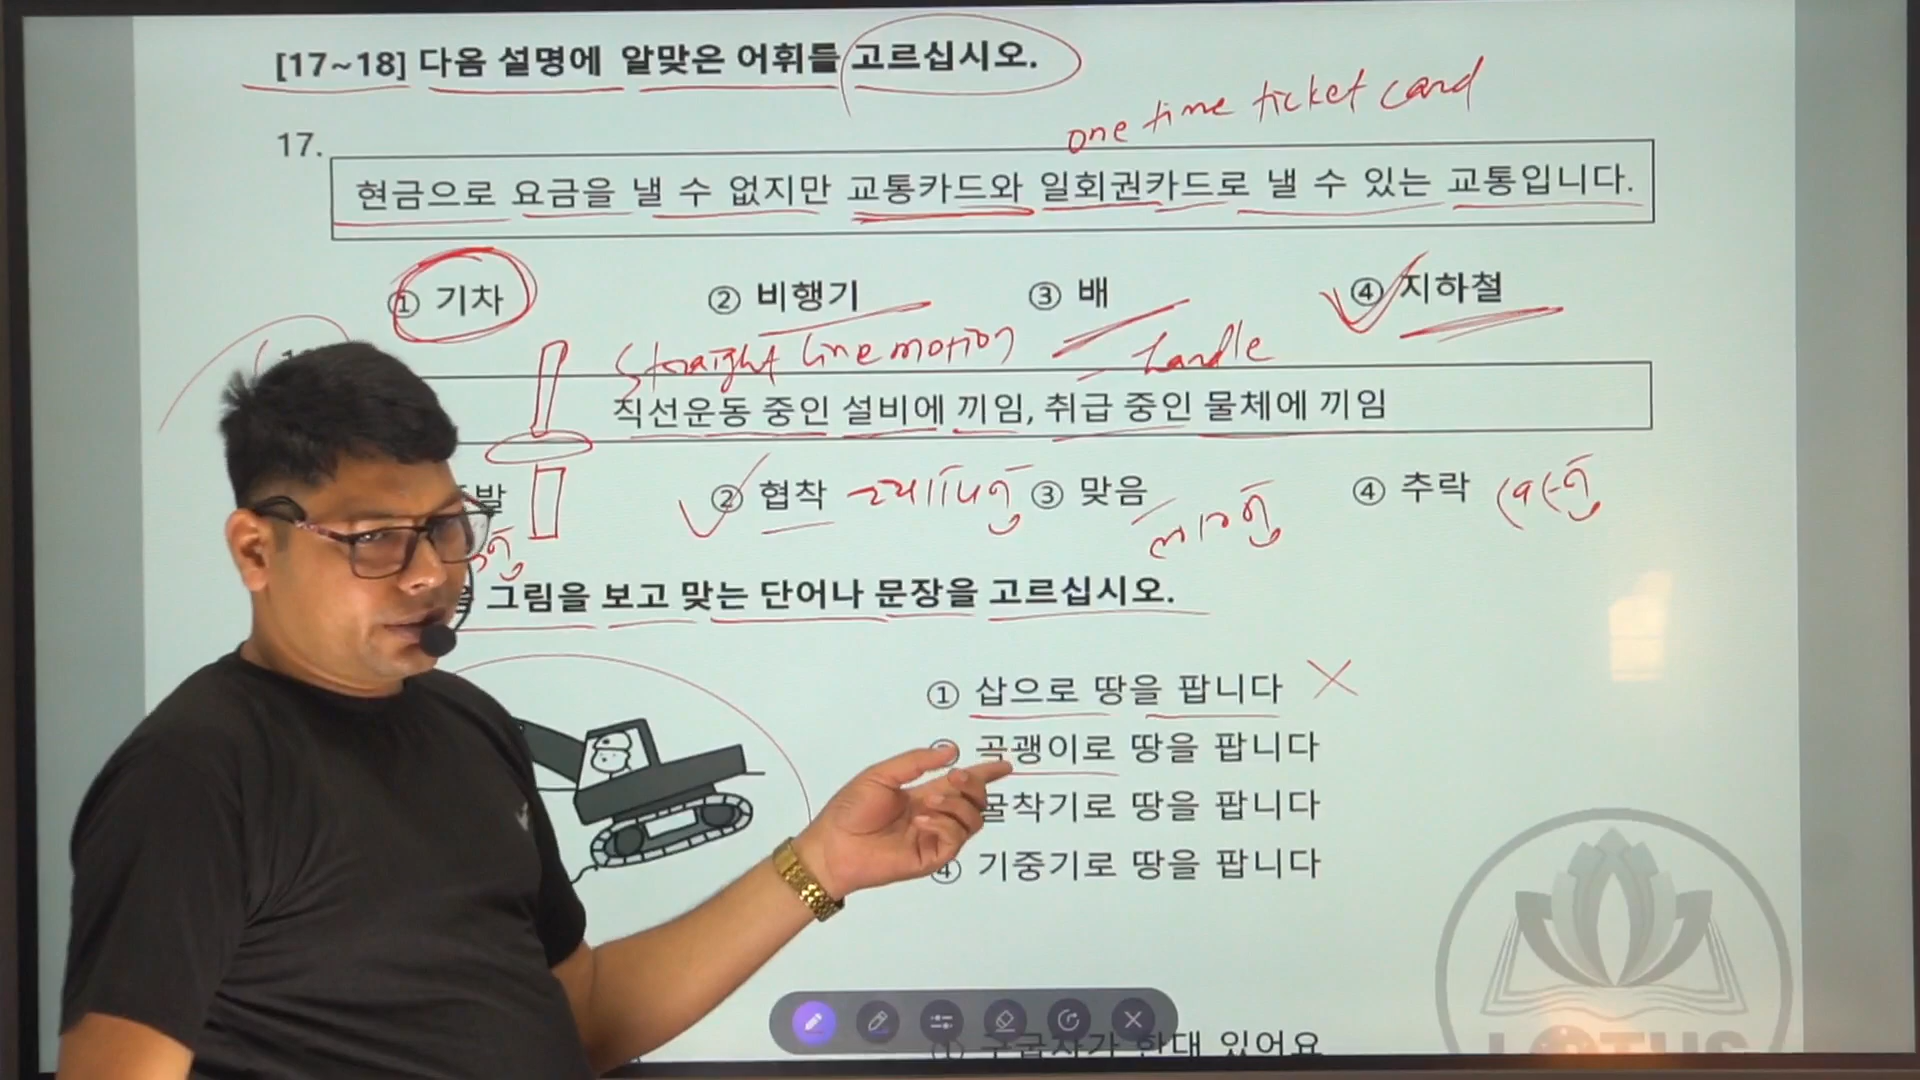 [17~18] 다음 설명에 알맞은 어휘를 고르십시오.
one time ticket card
17.
현금으로 요금을 낼 수 없지만 교통카드와 일회권카드로 낼 수 있는 교통입니다.
① 기차 ② 비행기 ③ 배 ④ 지하철
straight line motion handle
직선운동 중인 설비에 끼임, 취급 중인 물체에 끼임
발 ② 협착 ③ 맞음 ④ 추락
그림을 보고 맞는 단어나 문장을 고르십시오.
① 삽으로 땅을 팝니다
곡괭이로 땅을 팝니다
굴착기로 땅을 팝니다
④ 기중기로 땅을 팝니다
한대 있어요
LOTUS